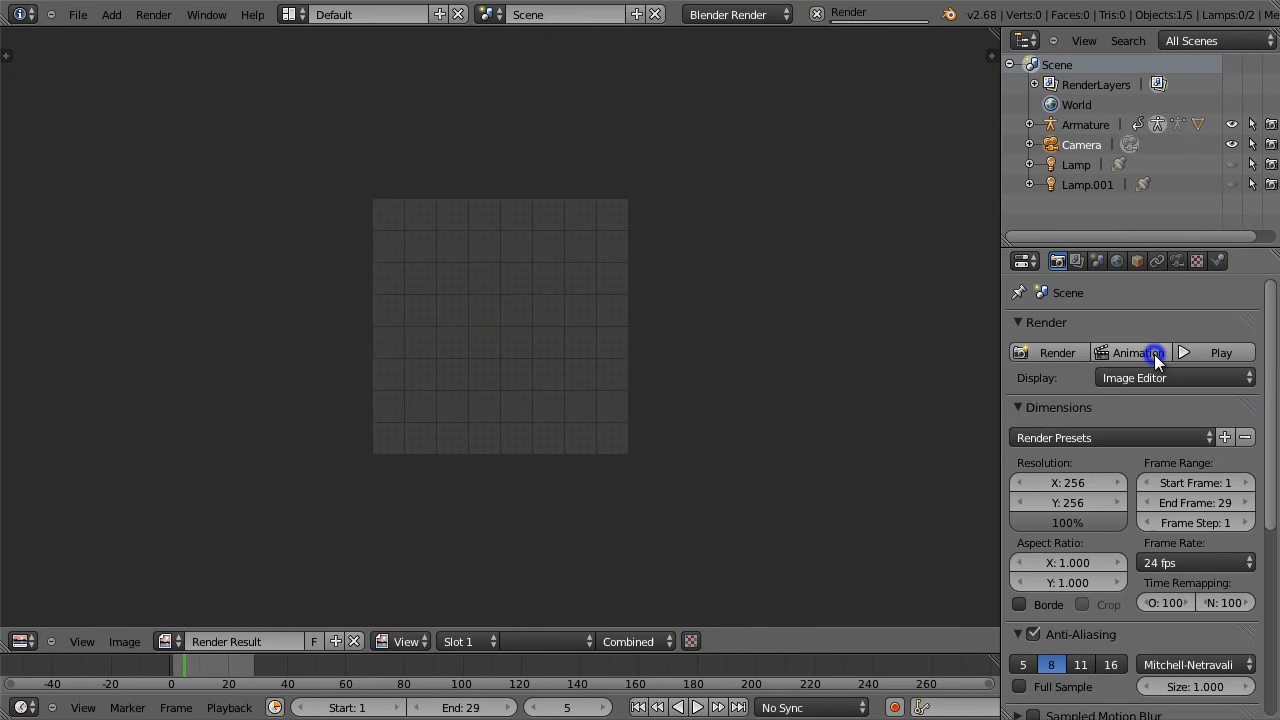 File Add Render Window Help Default Scene Blender Render Render v2.68 | Verts:0 | Faces:0 | Tris:0 | Objects:1/5 | Lamps:0/2 | Me
View Search All Scenes
Scene
RenderLayers |
World
Armature |
Camera |
Lamp |
Lamp.001 |
Scene
Render
Render Animation Play
Display: Image Editor
Dimensions
Render Presets
Resolution: Frame Range:
X: 256 Start Frame: 1
Y: 256 End Frame: 29
100% Frame Step: 1
Aspect Ratio: Frame Rate:
X: 1.000 24 fps
Y: 1.000 Time Remapping:
Borde Crop O: 100 N: 100
Anti-Aliasing
5 8 11 16 Mitchell-Netravali
Full Sample Size: 1.000
Sampled Motion Blur
View Image Render Result F View Slot 1 Combined
-40 -20 0 20 40 60 80 100 120 140 160 180 200 220 240 260
View Marker Frame Playback Start: 1 End: 29 5 No Sync